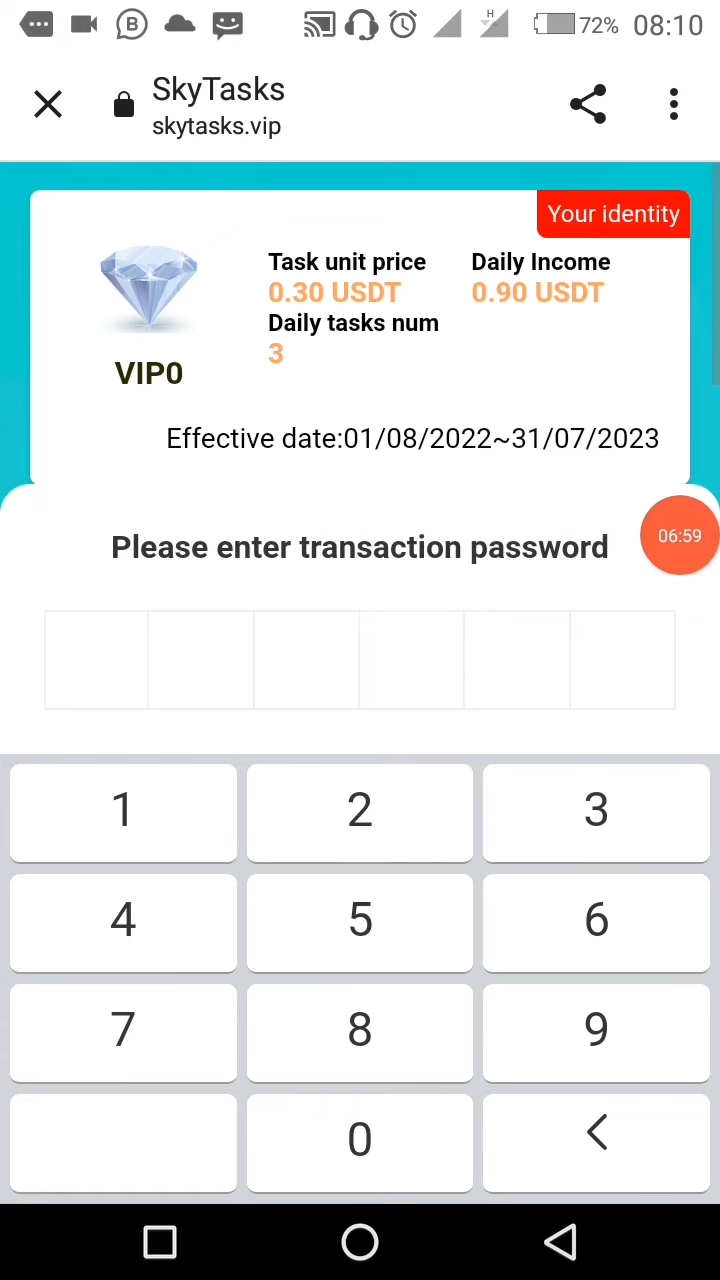 H 72% 08:10
SkyTasks
skytasks.vip
Your identity
Task unit price Daily Income
0.30 USDT 0.90 USDT
Daily tasks num
3
VIP0
Effective date:01/08/2022~31/07/2023
Please enter transaction password
06:59
1 2 3
4 5 6
7 8 9
0